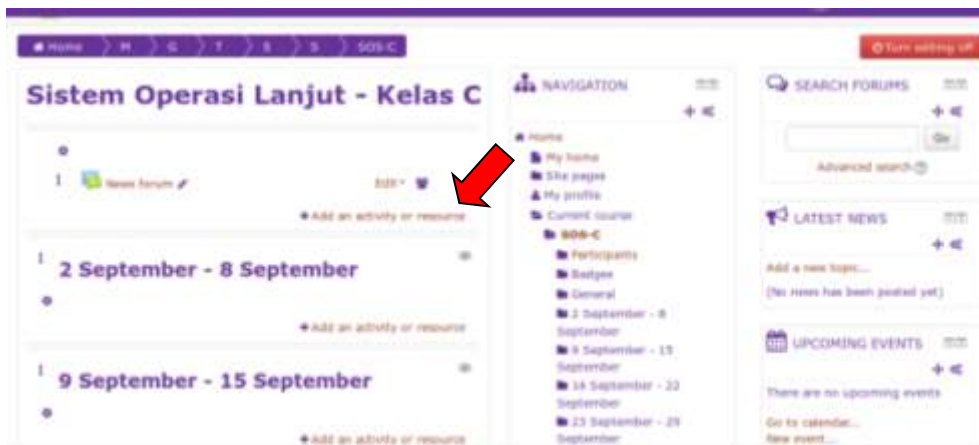 Home M G T S S SOS-C
Turn editing off
Sistem Operasi Lanjut - Kelas C
News forum
Edit
+Add an activity or resource
2 September - 8 September
+Add an activity or resource
9 September - 15 September
+Add an activity or resource
NAVIGATION
Home
My home
Site pages
My profile
Current course
SOS-C
Participants
Badges
General
2 September - 8
September
9 September - 15
September
16 September - 22
September
23 September - 29
September
SEARCH FORUMS
Go
Advanced search
LATEST NEWS
Add a new topic...
(No news has been posted yet)
UPCOMING EVENTS
There are no upcoming events
Go to calendar...
New event...